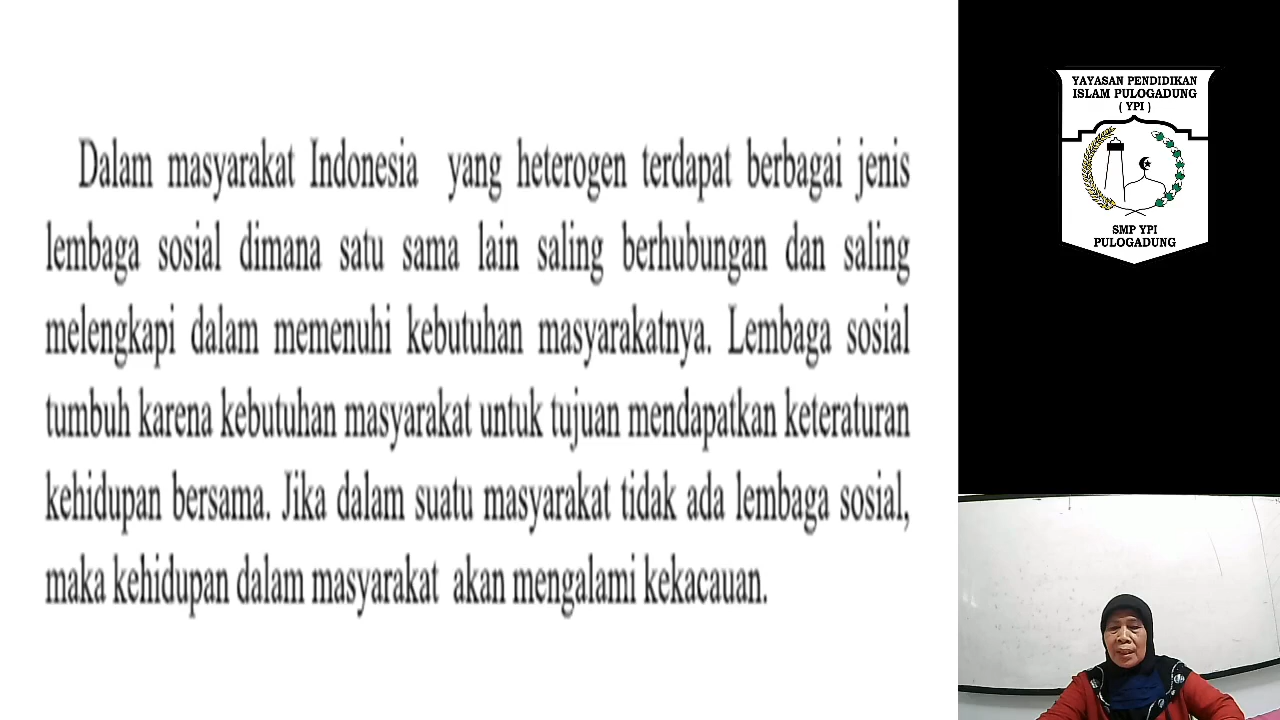 Dalam masyarakat Indonesia yang heterogen terdapat berbagai jenis
lembaga sosial dimana satu sama lain saling berhubungan dan saling
melengkapi dalam memenuhi kebutuhan masyarakatnya. Lembaga sosial
tumbuh karena kebutuhan masyarakat untuk tujuan mendapatkan keteraturan
kehidupan bersama. Jika dalam suatu masyarakat tidak ada lembaga sosial,
maka kehidupan dalam masyarakat akan mengalami kekacauan.
YAYASAN PENDIDIKAN
ISLAM PULOGADUNG
( YPI )
SMP YPI
PULOGADUNG